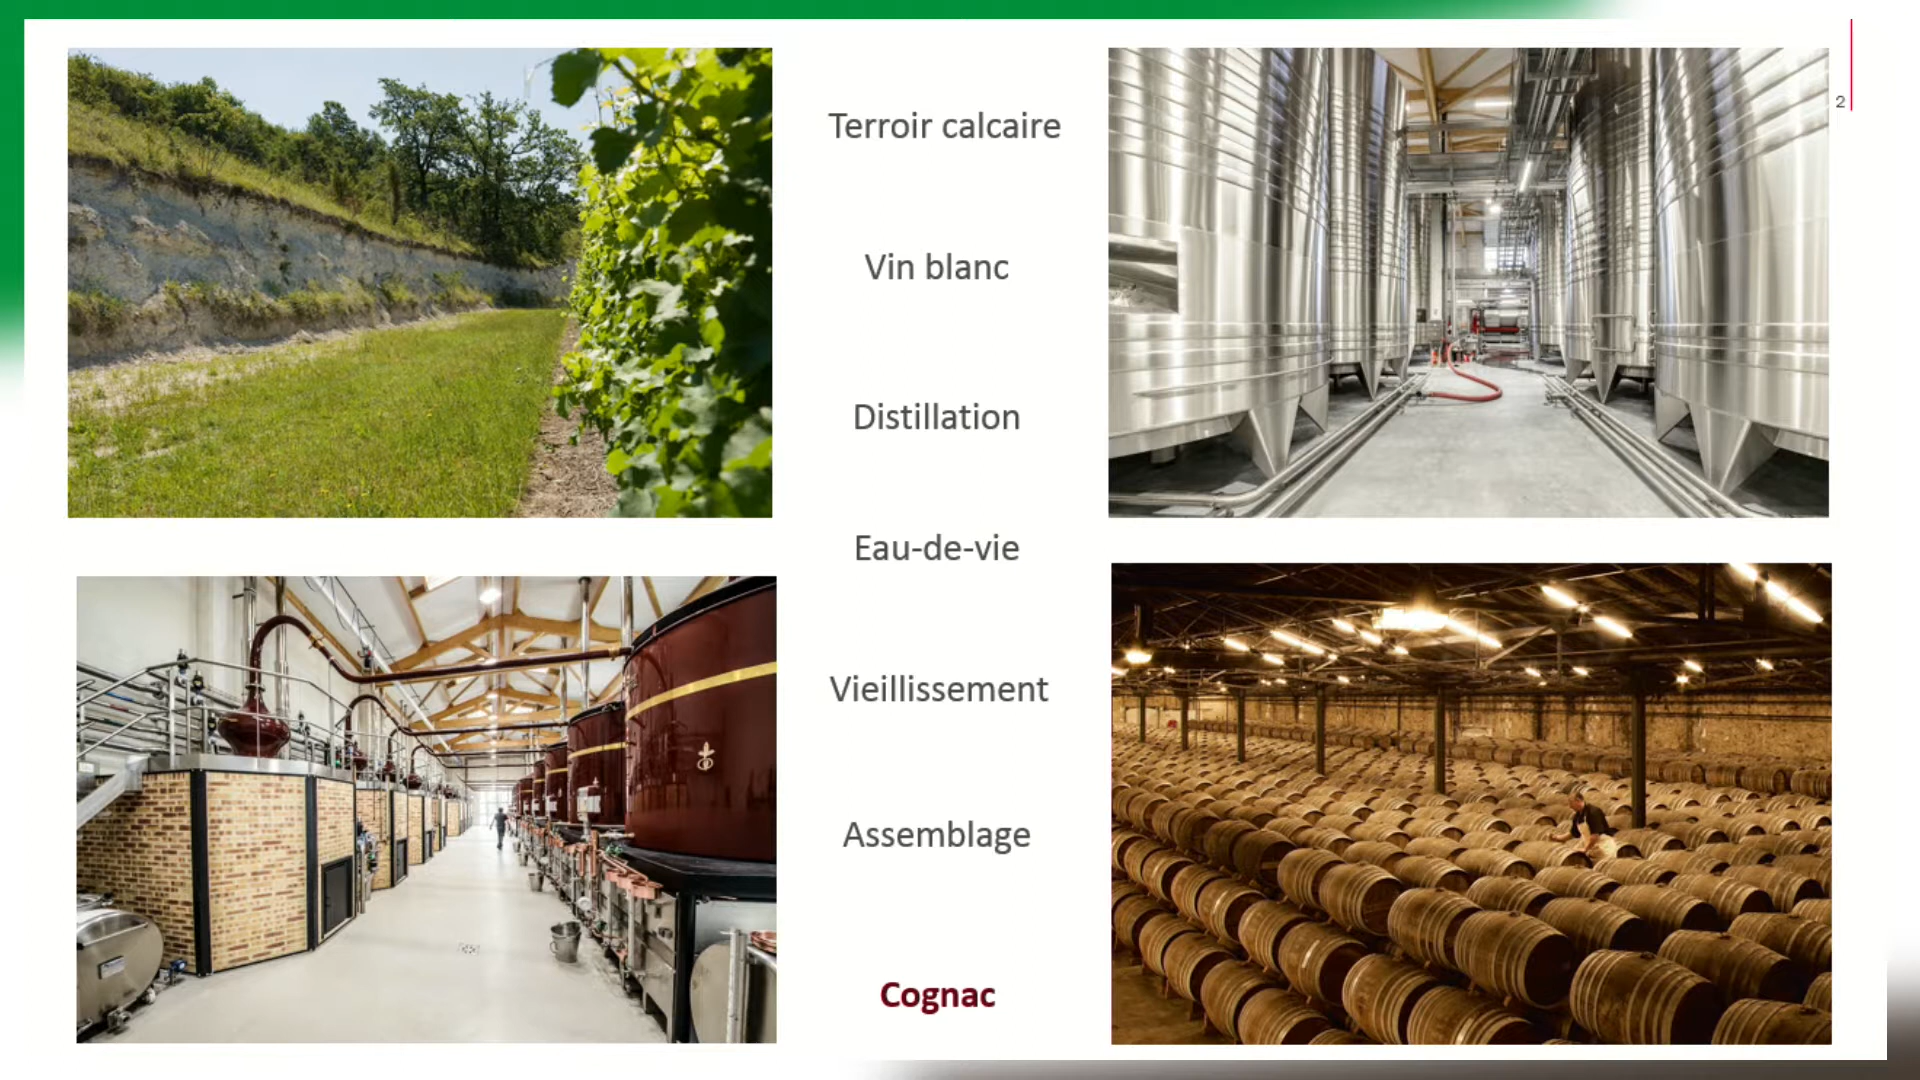 2
Terroir calcaire
Vin blanc
Distillation
Eau-de-vie
Vieillissement
Assemblage
Cognac